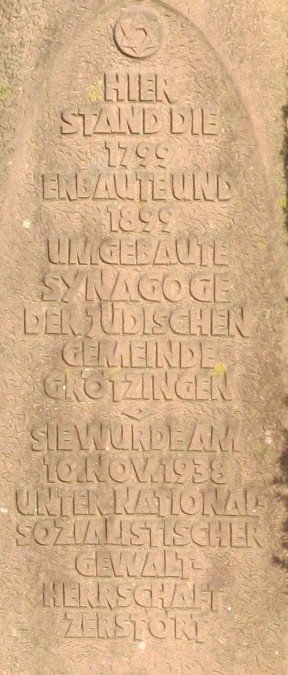 HIER
STAND DIE
1799
ERBAUTE UND
1899
UMGEBAUTE
SYNAGOGE
DER JÜDISCHEN
GEMEINDE
GRÖTZINGEN
SIE WURDE AM
10. NOV. 1938
UNTER NATIONAL-
SOZIALISTISCHER
GEWALT-
HERRSCHAFT
ZERSTÖRT